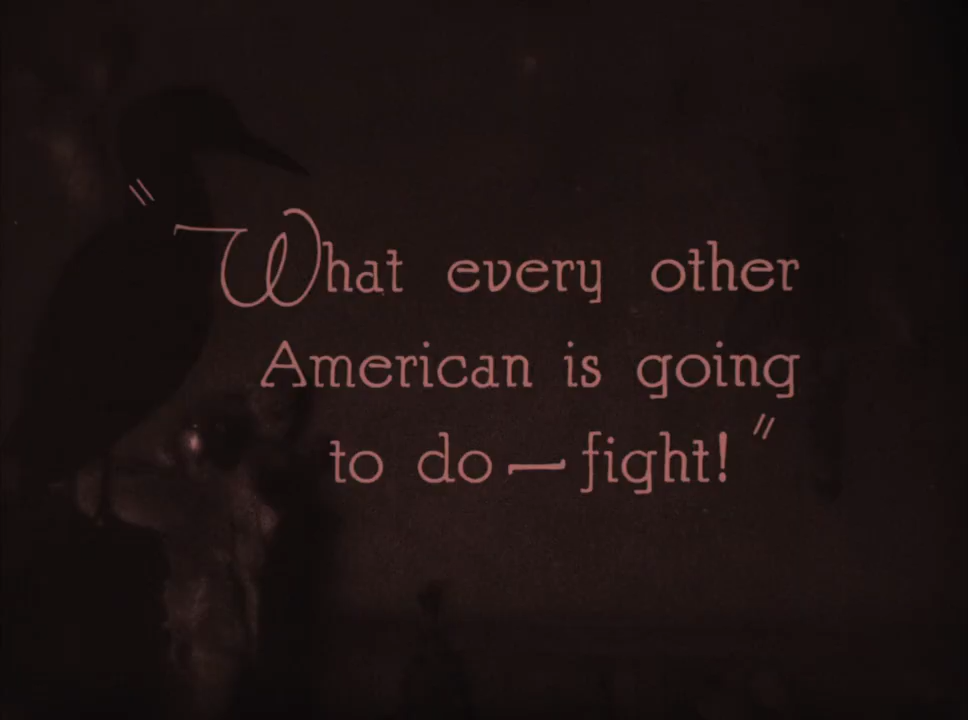 "What every other
American is going
to do — fight!"